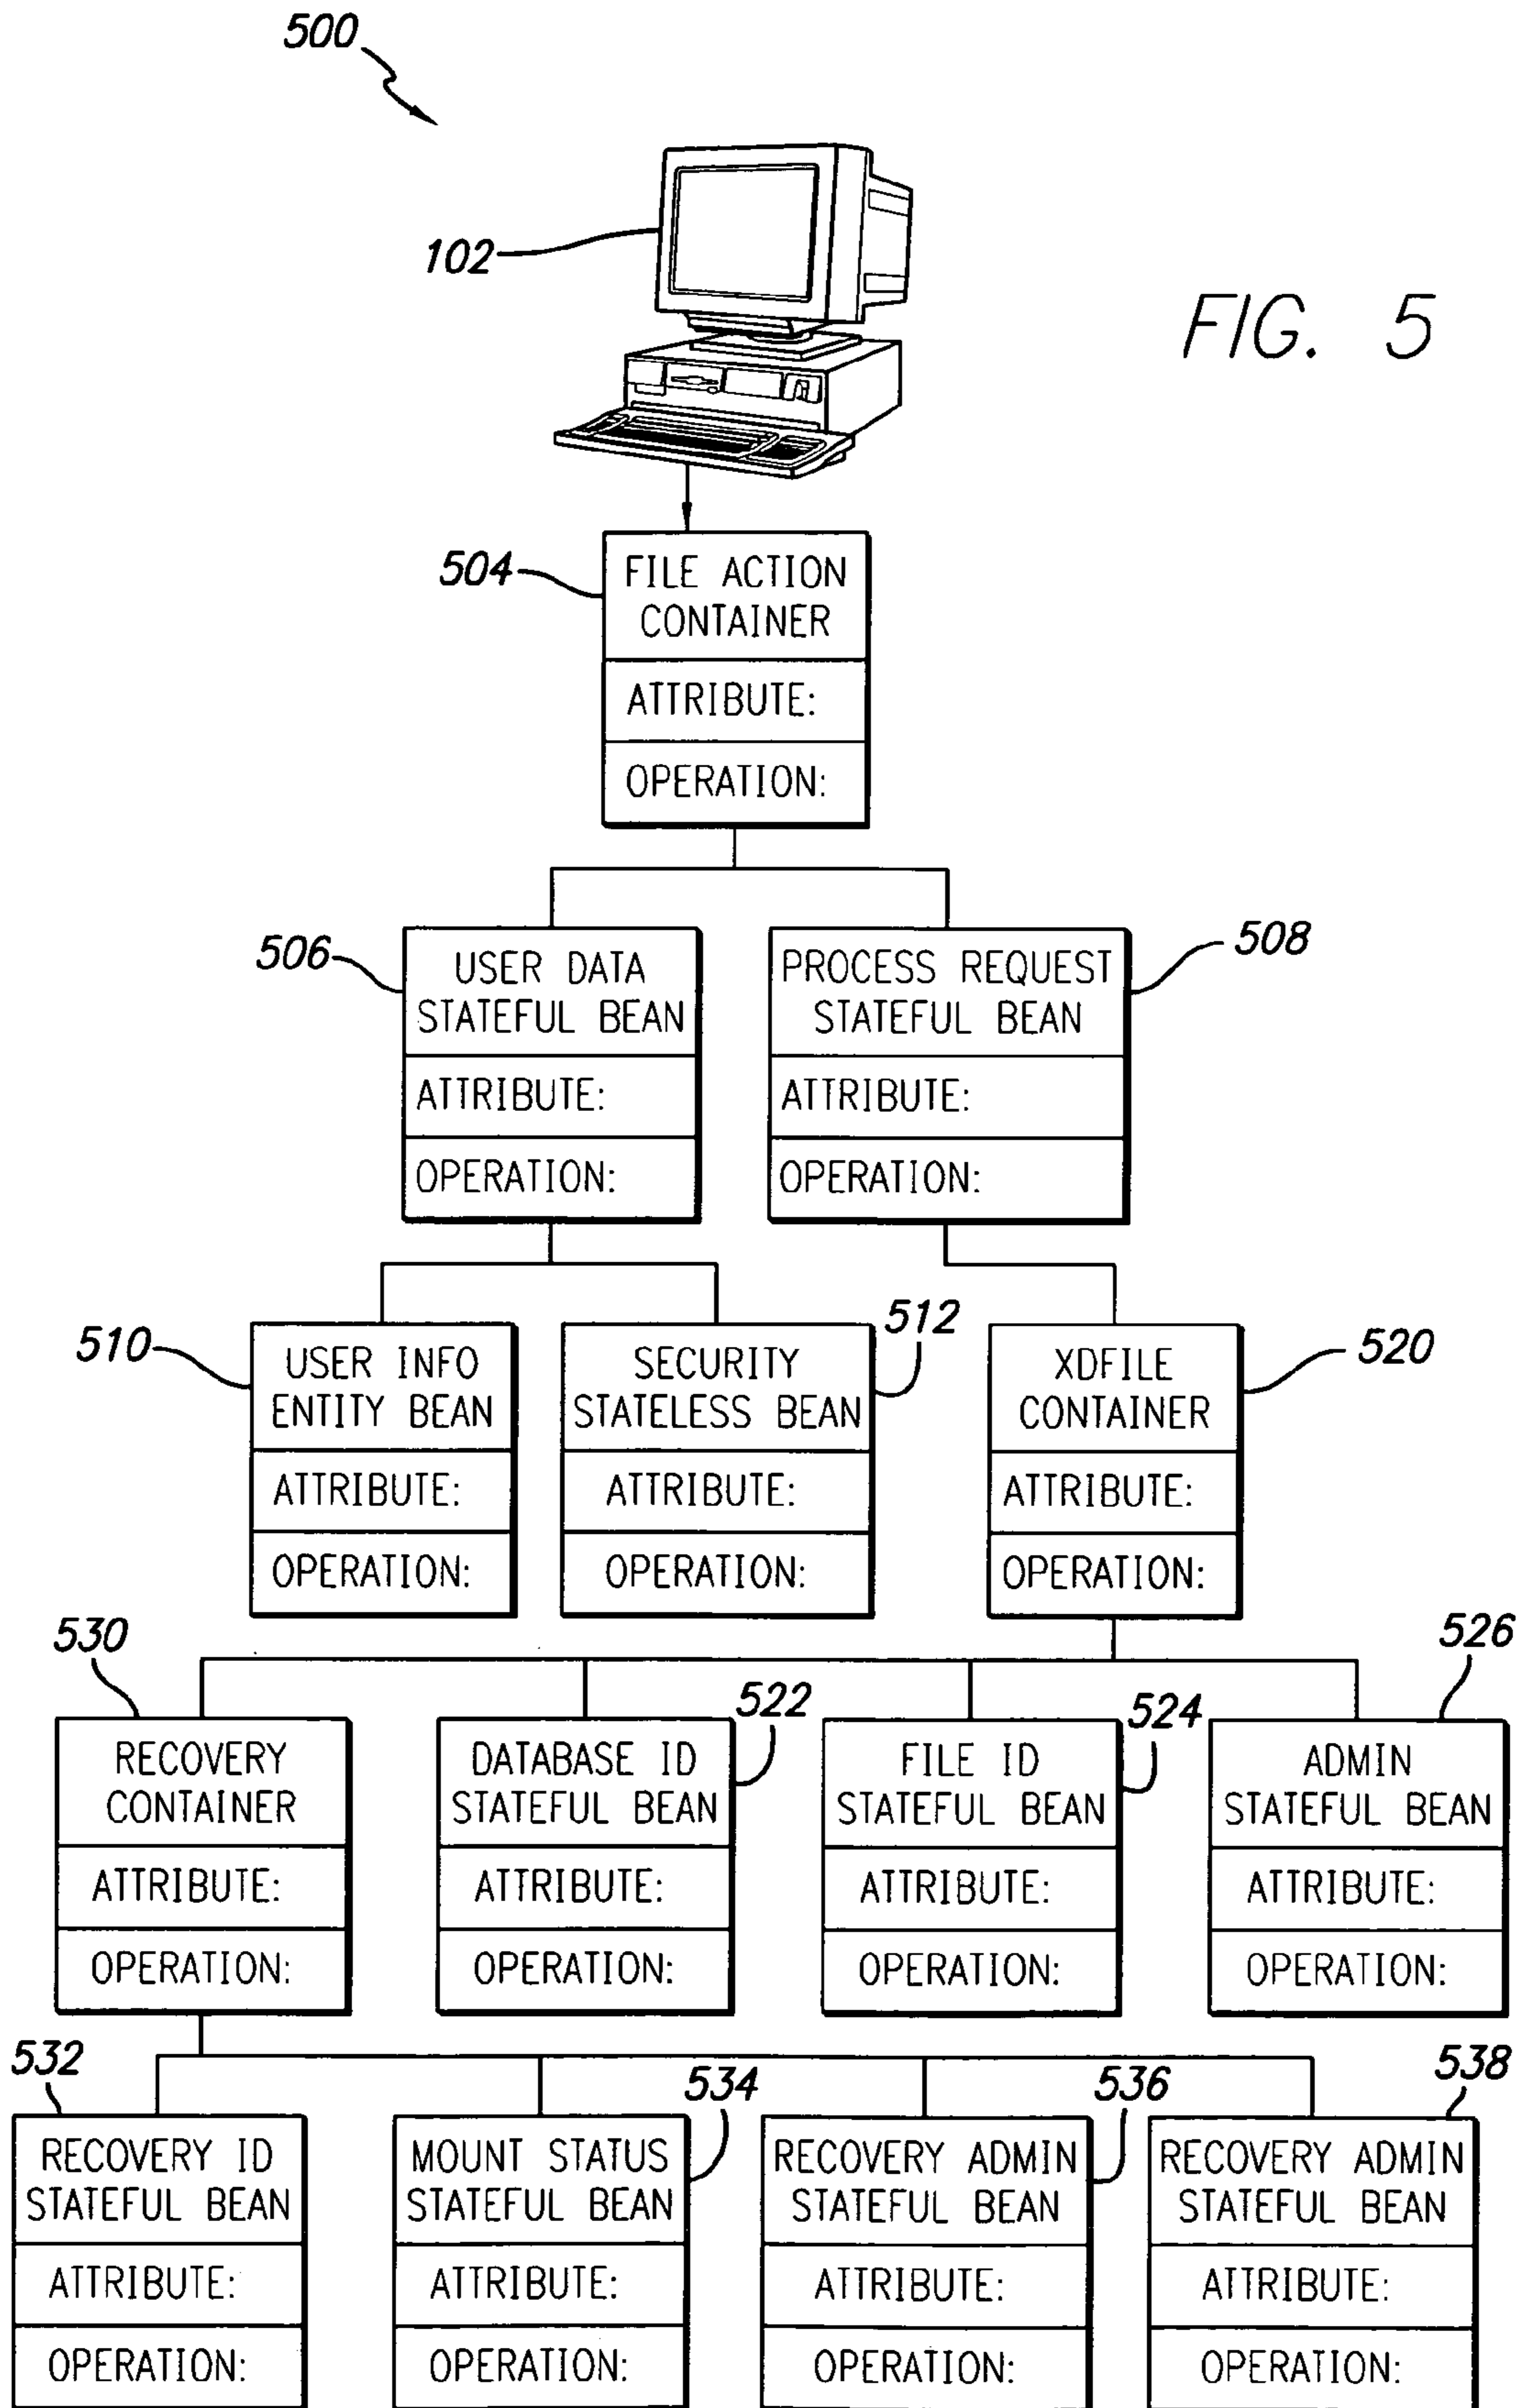 500
102
FIG. 5
504
FILE ACTION
CONTAINER
ATTRIBUTE:
OPERATION:
506
USER DATA
STATEFUL BEAN
ATTRIBUTE:
OPERATION:
508
PROCESS REQUEST
STATEFUL BEAN
ATTRIBUTE:
OPERATION:
510
USER INFO
ENTITY BEAN
ATTRIBUTE:
OPERATION:
512
SECURITY
STATELESS BEAN
ATTRIBUTE:
OPERATION:
520
XDFILE
CONTAINER
ATTRIBUTE:
OPERATION:
530
RECOVERY
CONTAINER
ATTRIBUTE:
OPERATION:
522
DATABASE ID
STATEFUL BEAN
ATTRIBUTE:
OPERATION:
524
FILE ID
STATEFUL BEAN
ATTRIBUTE:
OPERATION:
526
ADMIN
STATEFUL BEAN
ATTRIBUTE:
OPERATION:
532
RECOVERY ID
STATEFUL BEAN
ATTRIBUTE:
OPERATION:
534
MOUNT STATUS
STATEFUL BEAN
ATTRIBUTE:
OPERATION:
536
RECOVERY ADMIN
STATEFUL BEAN
ATTRIBUTE:
OPERATION:
538
RECOVERY ADMIN
STATEFUL BEAN
ATTRIBUTE:
OPERATION: